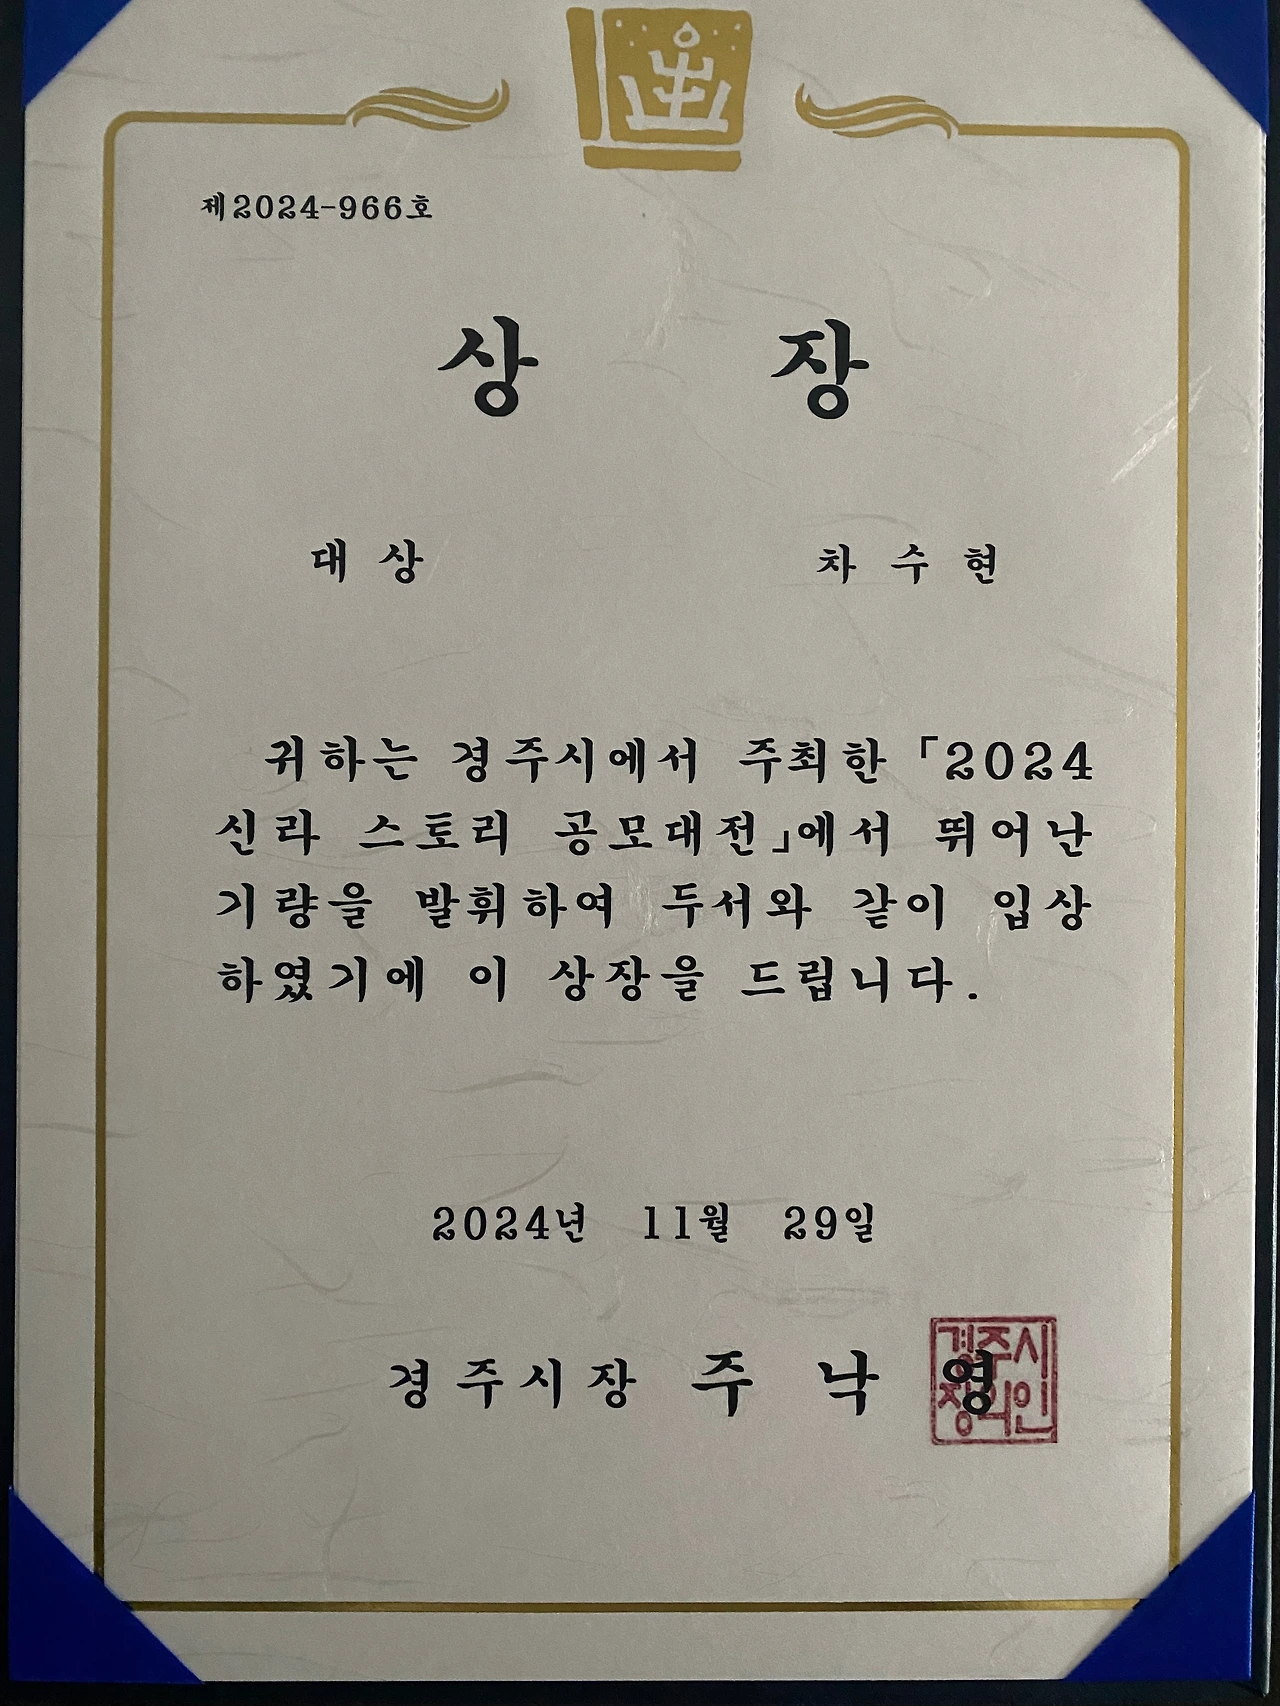 제2024-966호
상 장
대 상 차 수 현
귀하는 경주시에서 주최한 「2024
신라 스토리 공모대전」에서 뛰어난
기량을 발휘하여 두서와 같이 입상
하였기에 이 상장을 드립니다.
2024년 11월 29일
경주시장 주 낙 영
경주시
장의인